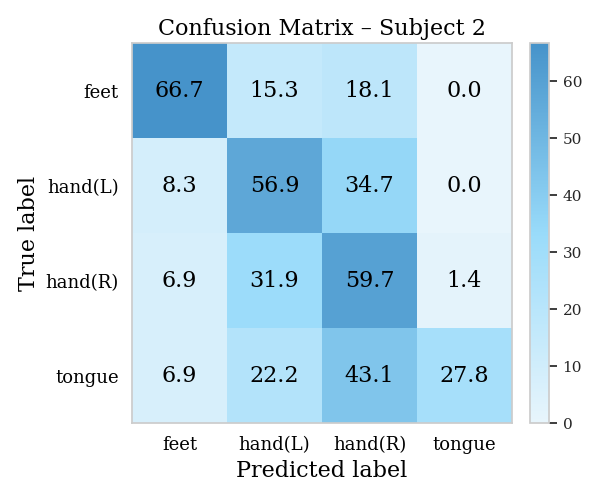 Confusion Matrix – Subject 2
feet 66.7 15.3 18.1 0.0
hand(L) 8.3 56.9 34.7 0.0
hand(R) 6.9 31.9 59.7 1.4
tongue 6.9 22.2 43.1 27.8
feet hand(L) hand(R) tongue
Predicted label
True label
60
50
40
30
20
10
0